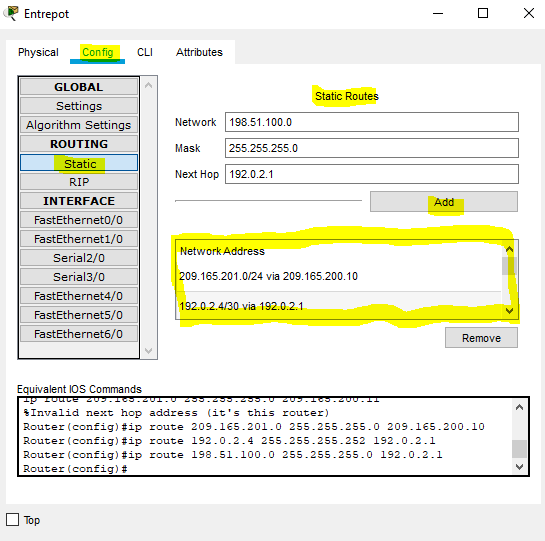 Entrepot
Physical Config CLI Attributes
GLOBAL
Settings
Algorithm Settings
ROUTING
Static
RIP
INTERFACE
FastEthernet0/0
FastEthernet1/0
Serial2/0
Serial3/0
FastEthernet4/0
FastEthernet5/0
FastEthernet6/0
Static Routes
Network 198.51.100.0
Mask 255.255.255.0
Next Hop 192.0.2.1
Add
Network Address
209.165.201.0/24 via 209.165.200.10
192.0.2.4/30 via 192.0.2.1
Remove
Equivalent IOS Commands
ip route 209.165.201.0 255.255.255.0 209.165.200.11
%Invalid next hop address (it's this router)
Router(config)#ip route 209.165.201.0 255.255.255.0 209.165.200.10
Router(config)#ip route 192.0.2.4 255.255.255.252 192.0.2.1
Router(config)#ip route 198.51.100.0 255.255.255.0 192.0.2.1
Router(config)#
Top